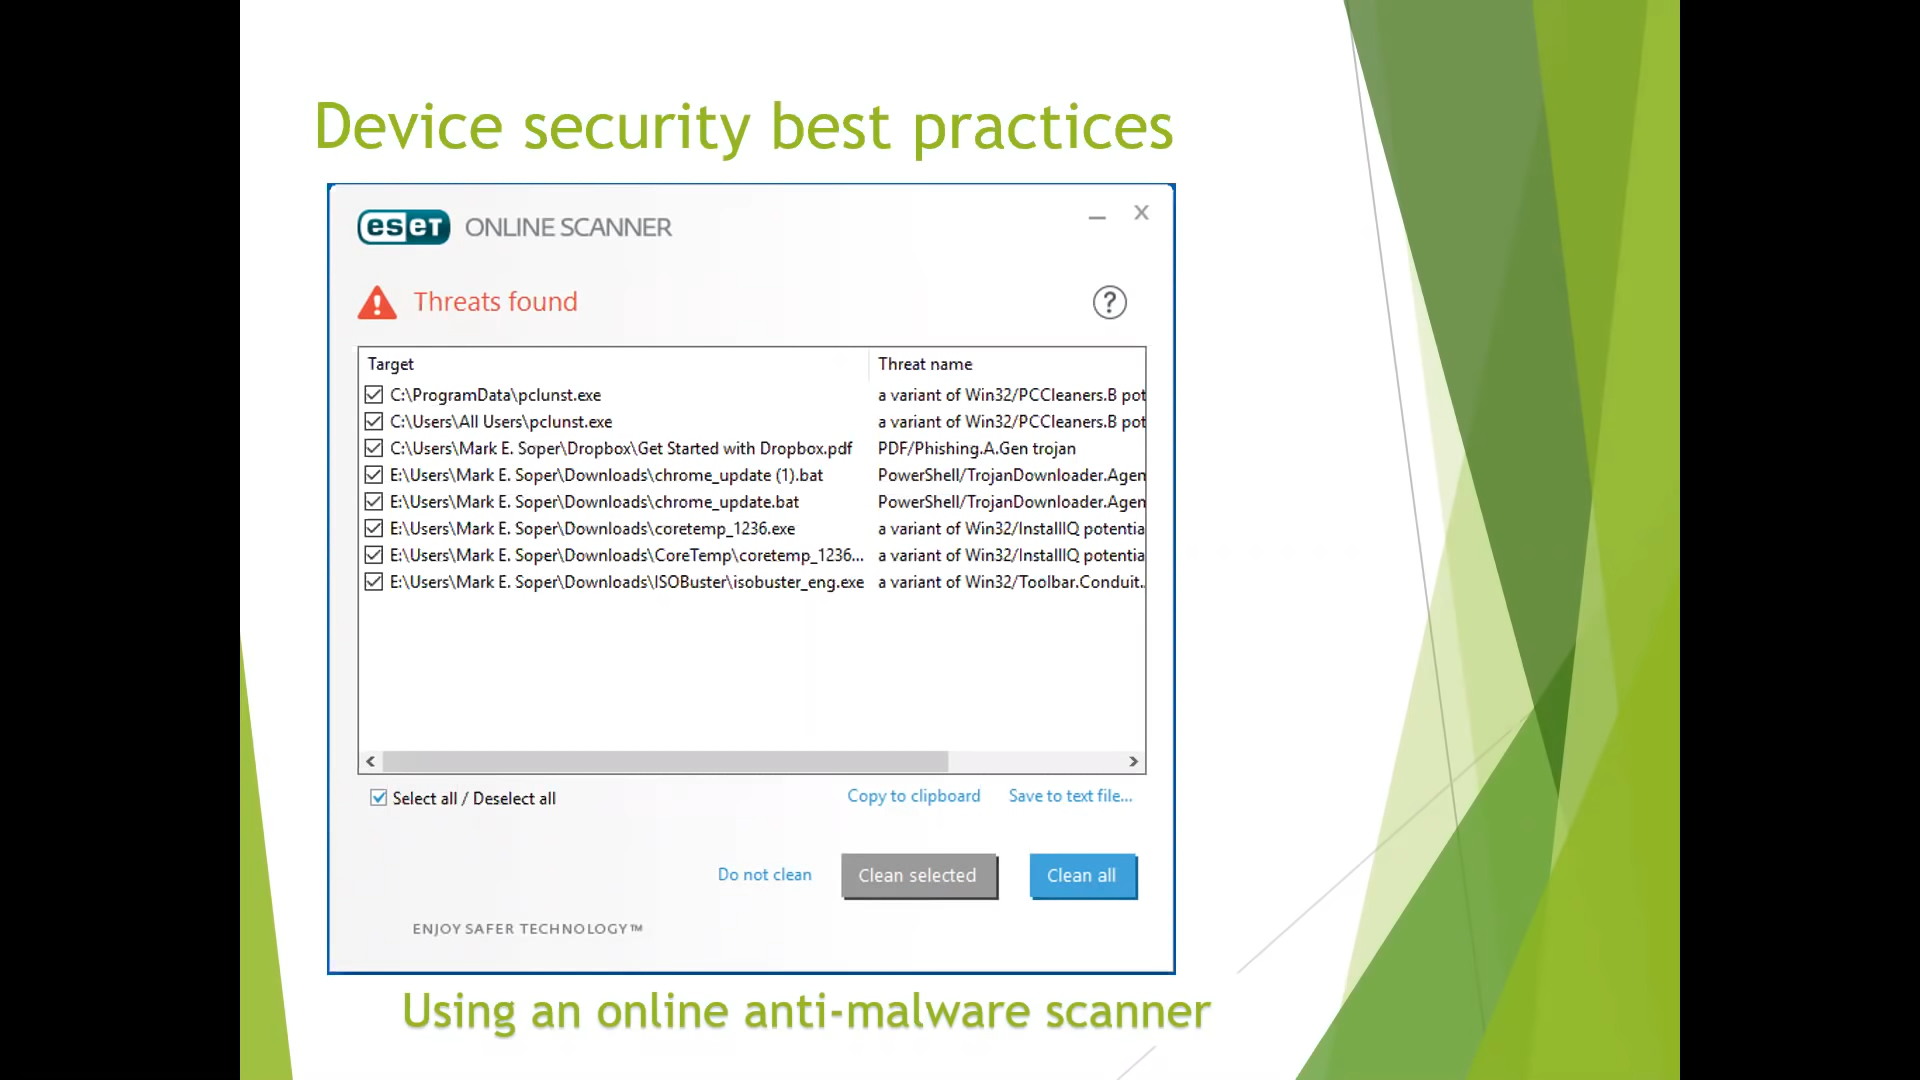 Device security best practices
eseT ONLINE SCANNER
Threats found
Target Threat name
C:\ProgramData\pclunst.exe a variant of Win32/PCCleaners.B pot
C:\Users\All Users\pclunst.exe a variant of Win32/PCCleaners.B pot
C:\Users\Mark E. Soper\Dropbox\Get Started with Dropbox.pdf PDF/Phishing.A.Gen trojan
E:\Users\Mark E. Soper\Downloads\chrome_update (1).bat PowerShell/TrojanDownloader.Agen
E:\Users\Mark E. Soper\Downloads\chrome_update.bat PowerShell/TrojanDownloader.Agen
E:\Users\Mark E. Soper\Downloads\coretemp_1236.exe a variant of Win32/InstallIQ potentia
E:\Users\Mark E. Soper\Downloads\CoreTemp\coretemp_1236... a variant of Win32/InstallIQ potentia
E:\Users\Mark E. Soper\Downloads\ISOBuster\isobuster_eng.exe a variant of Win32/Toolbar.Conduit..
Select all / Deselect all Copy to clipboard Save to text file...
Do not clean Clean selected Clean all
ENJOY SAFER TECHNOLOGY™
Using an online anti-malware scanner